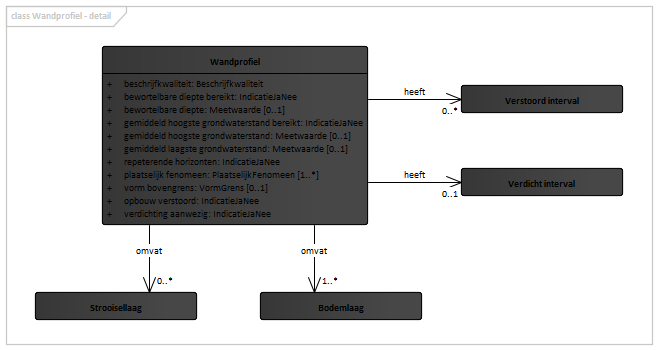 class Wandprofiel - detail
Wandprofiel
+ beschrijfkwaliteit: Beschrijfkwaliteit
+ bewortelbare diepte bereikt: IndicatieJaNee
+ bewortelbare diepte: Meetwaarde [0..1]
+ gemiddeld hoogste grondwaterstand bereikt: IndicatieJaNee
+ gemiddeld hoogste grondwaterstand: Meetwaarde [0..1]
+ gemiddeld laagste grondwaterstand: Meetwaarde [0..1]
+ repeterende horizonten: IndicatieJaNee
+ plaatselijk fenomeen: PlaatselijkFenomeen [1..*]
+ vorm bovengrens: VormGrens [0..1]
+ opbouw verstoord: IndicatieJaNee
+ verdichting aanwezig: IndicatieJaNee
heeft
0..*
Verstoord interval
heeft
0..1
Verdicht interval
omvat
0..*
Strooisellaag
omvat
1..*
Bodemlaag